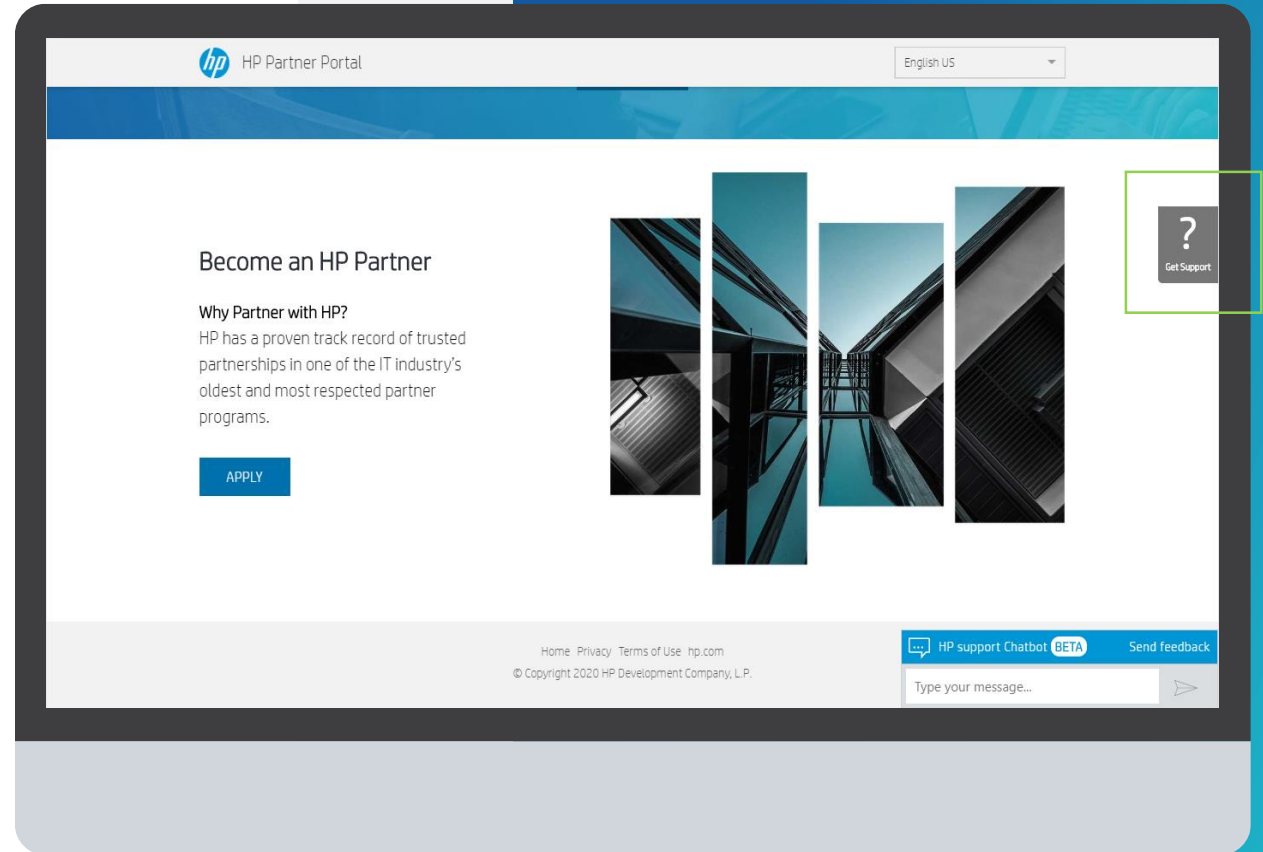 hp HP Partner Portal
English US
?
Get Support
Become an HP Partner
Why Partner with HP?
HP has a proven track record of trusted
partnerships in one of the IT industry's
oldest and most respected partner
programs.
APPLY
Home Privacy Terms of Use hp.com
© Copyright 2020 HP Development Company, L.P.
HP support Chatbot BETA Send feedback
Type your message...